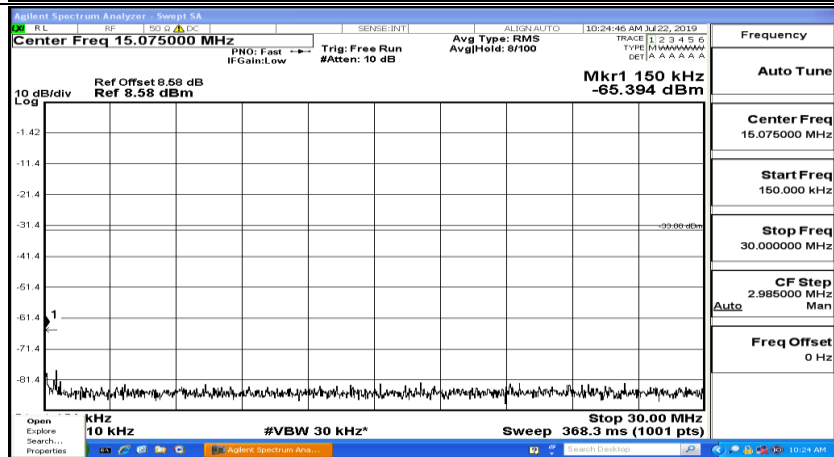 Agilent Spectrum Analyzer - Swept SA
LXI RL RF 50 Ω DC SENSE:INT ALIGN AUTO 10:24:46 AM Jul 22, 2019
Center Freq 15.075000 MHz
PNO: Fast
IFGain:Low
Trig: Free Run
#Atten: 10 dB
Avg Type: RMS
Avg|Hold: 8/100
TRACE 1 2 3 4 5 6
TYPE M W W W W W
DET A A A A A A
Ref Offset 8.58 dB
Ref 8.58 dBm
10 dB/div
Log
Mkr1 150 kHz
-65.394 dBm
-1.42
-11.4
-21.4
-31.4
-33.00 dBm
-41.4
-51.4
-61.4
1
-71.4
-81.4
kHz
10 kHz
#VBW 30 kHz*
Stop 30.00 MHz
Sweep 368.3 ms (1001 pts)
Frequency
Auto Tune
Center Freq
15.075000 MHz
Start Freq
150.000 kHz
Stop Freq
30.000000 MHz
CF Step
2.985000 MHz
Auto Man
Freq Offset
0 Hz
Open
Explore
Search...
Properties
Agilent Spectrum Ana...
Search Desktop
10:24 AM